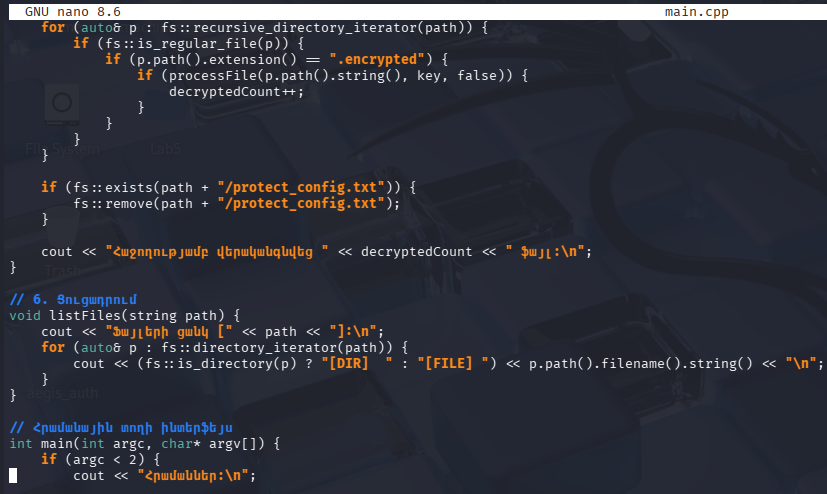 GNU nano 8.6 main.cpp
    for (auto& p : fs::recursive_directory_iterator(path)) {
        if (fs::is_regular_file(p)) {
            if (p.path().extension() == ".encrypted") {
                if (processFile(p.path().string(), key, false)) {
                    decryptedCount++;
                }
            }
        }
    }

    if (fs::exists(path + "/protect_config.txt")) {
        fs::remove(path + "/protect_config.txt");
    }

    cout << "Հաջողությամբ վերականգնվեց " << decryptedCount << " ֆայլ:\n";
}

// 6. Ցուցադրում
void listFiles(string path) {
    cout << "Ֆայլերի ցանկ [" << path << "]:\n";
    for (auto& p : fs::directory_iterator(path)) {
        cout << (fs::is_directory(p) ? "[DIR]  " : "[FILE] ") << p.path().filename().string() << "\n";
    }
}

// Հրամանային տողի ինտերֆեյս
int main(int argc, char* argv[]) {
    if (argc < 2) {
        cout << "Հրամաններ:\n";
File System
LabS
Trash